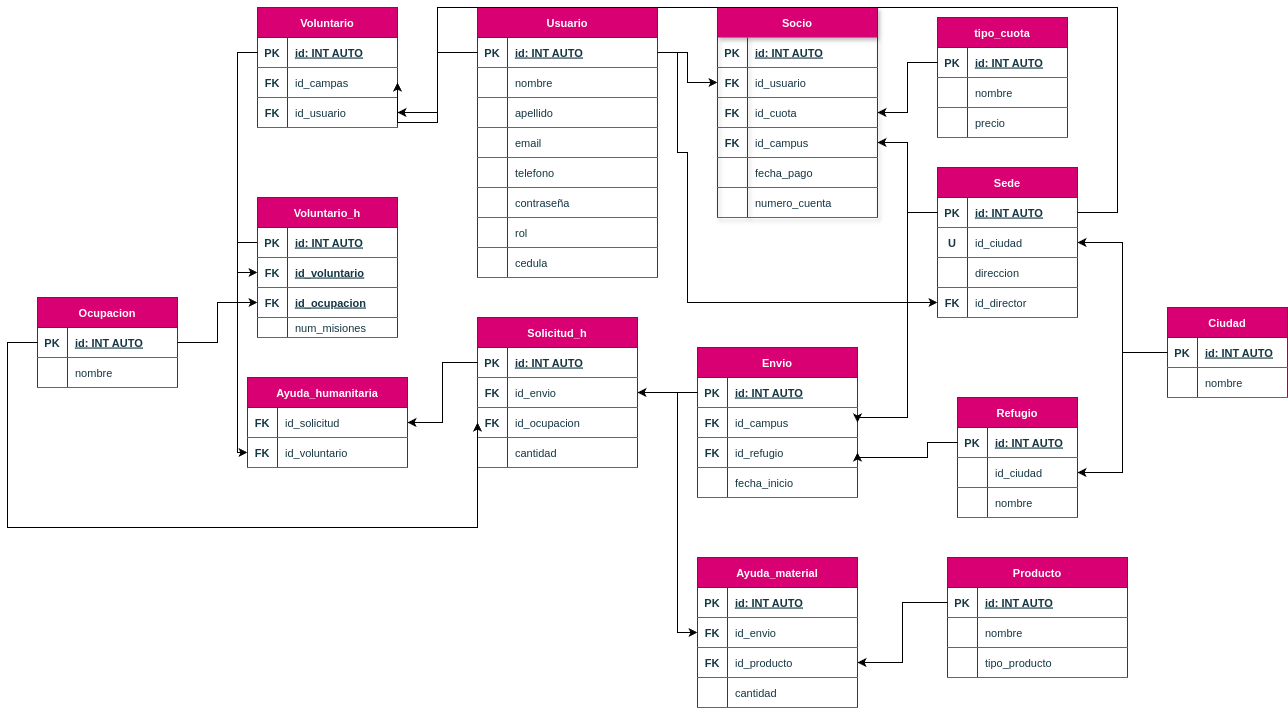 Voluntario
PK id: INT AUTO
FK id_campas
FK id_usuario
Usuario
PK id: INT AUTO
nombre
apellido
email
telefono
contraseña
rol
cedula
Socio
PK id: INT AUTO
FK id_usuario
FK id_cuota
FK id_campus
fecha_pago
numero_cuenta
tipo_cuota
PK id: INT AUTO
nombre
precio
Sede
PK id: INT AUTO
U id_ciudad
direccion
FK id_director
Voluntario_h
PK id: INT AUTO
FK id_voluntario
FK id_ocupacion
num_misiones
Ocupacion
PK id: INT AUTO
nombre
Ciudad
PK id: INT AUTO
nombre
Solicitud_h
PK id: INT AUTO
FK id_envio
FK id_ocupacion
cantidad
Envio
PK id: INT AUTO
FK id_campus
FK id_refugio
fecha_inicio
Ayuda_humanitaria
FK id_solicitud
FK id_voluntario
Refugio
PK id: INT AUTO
id_ciudad
nombre
Ayuda_material
PK id: INT AUTO
FK id_envio
FK id_producto
cantidad
Producto
PK id: INT AUTO
nombre
tipo_producto